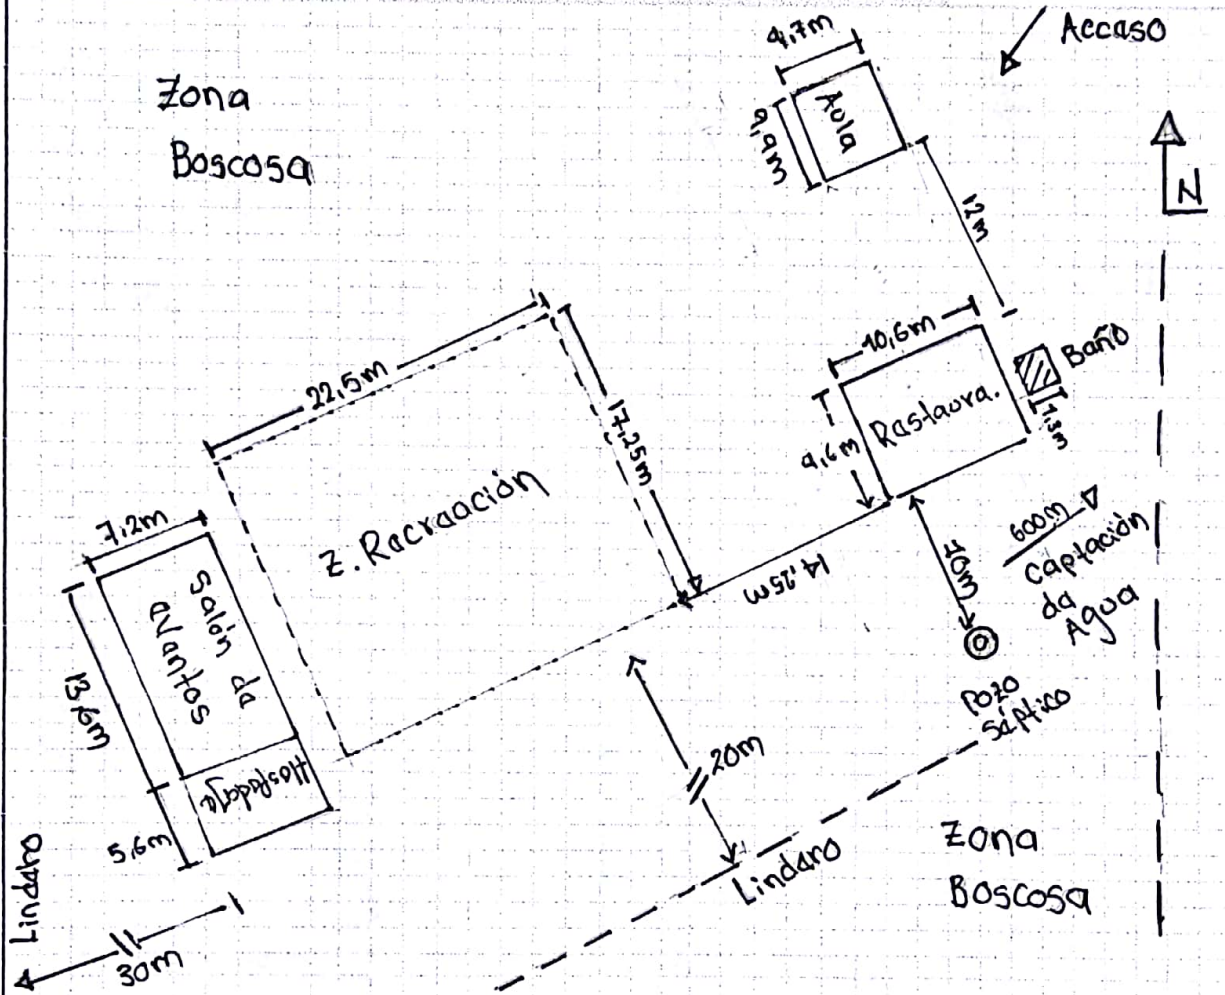 Acceso
4,7m
Zona
Boscosa
Aula
4,4m
N
12m
10,6m
Baño
22,5m
Restaura.
1,3m
4,6m
17,25m
Z. Recreación
7,2m
600m
Captación
de
Agua
10m
14,25m
Salón de
eventos
13,6m
Pozo
Séptico
20m
Hospedaje
5,6m
Lindero
Zona
Boscosa
Lindero
30m